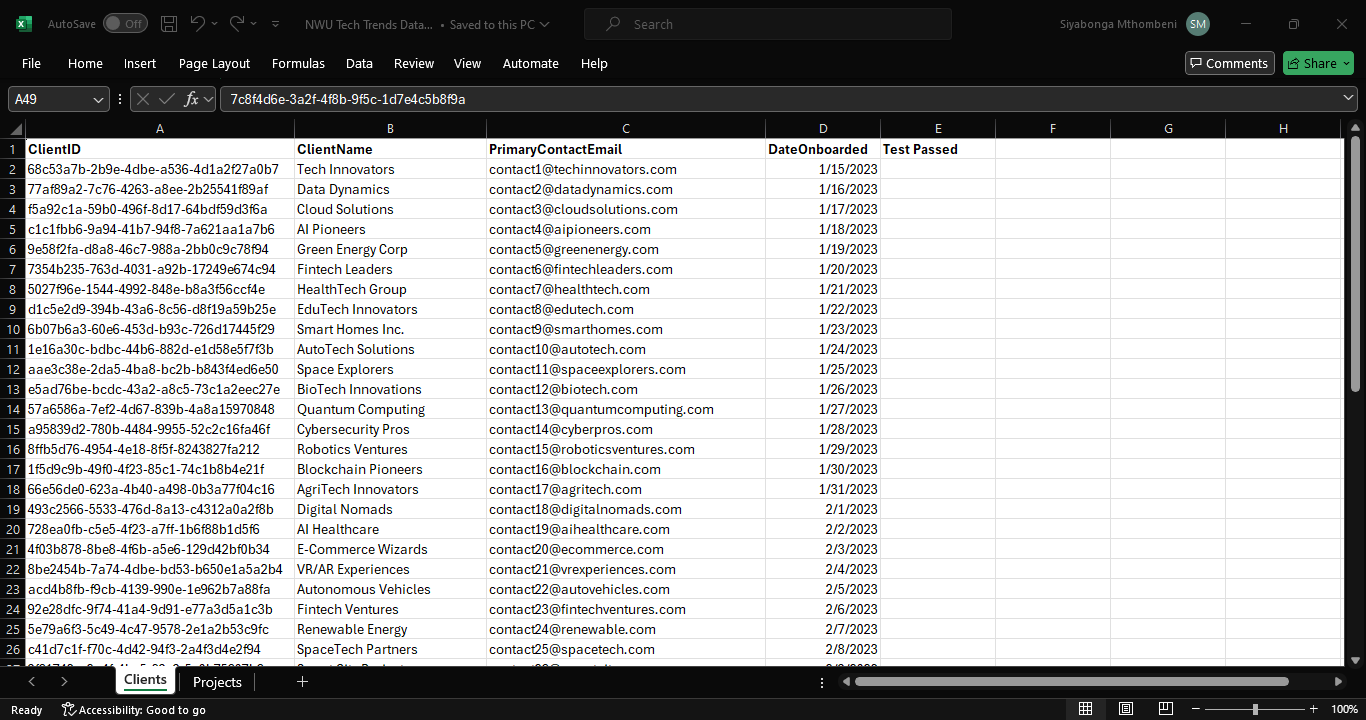 AutoSave Off NWU Tech Trends Data... • Saved to this PC Search Siyabonga Mthombeni SM
File Home Insert Page Layout Formulas Data Review View Automate Help Comments Share
A49 fx 7c8f4d6e-3a2f-4f8b-9f5c-1d7e4c5b8f9a
A B C D E F G H
1 ClientID ClientName PrimaryContactEmail DateOnboarded Test Passed
2 68c53a7b-2b9e-4dbe-a536-4d1a2f27a0b7 Tech Innovators contact1@techinnovators.com 1/15/2023
3 77af89a2-7c76-4263-a8ee-2b25541f89af Data Dynamics contact2@datadynamics.com 1/16/2023
4 f5a92c1a-59b0-496f-8d17-64bdf59d3f6a Cloud Solutions contact3@cloudsolutions.com 1/17/2023
5 c1c1fbb6-9a94-41b7-94f8-7a621aa1a7b6 AI Pioneers contact4@aipioneers.com 1/18/2023
6 9e58f2fa-d8a8-46c7-988a-2bb0c9c78f94 Green Energy Corp contact5@greenenergy.com 1/19/2023
7 7354b235-763d-4031-a92b-17249e674c94 Fintech Leaders contact6@fintechleaders.com 1/20/2023
8 5027f96e-1544-4992-848e-b8a3f56ccf4e HealthTech Group contact7@healthtech.com 1/21/2023
9 d1c5e2d9-394b-43a6-8c56-d8f19a59b25e EduTech Innovators contact8@edutech.com 1/22/2023
10 6b07b6a3-60e6-453d-b93c-726d17445f29 Smart Homes Inc. contact9@smarthomes.com 1/23/2023
11 1e16a30c-bdbc-44b6-882d-e1d58e5f7f3b AutoTech Solutions contact10@autotech.com 1/24/2023
12 aae3c38e-2da5-4ba8-bc2b-b843f4ed6e50 Space Explorers contact11@spaceexplorers.com 1/25/2023
13 e5ad76be-bcdc-43a2-a8c5-73c1a2eec27e BioTech Innovations contact12@biotech.com 1/26/2023
14 57a6586a-7ef2-4d67-839b-4a8a15970848 Quantum Computing contact13@quantumcomputing.com 1/27/2023
15 a95839d2-780b-4484-9955-52c2c16fa46f Cybersecurity Pros contact14@cyberpros.com 1/28/2023
16 8ffb5d76-4954-4e18-8f5f-8243827fa212 Robotics Ventures contact15@roboticsventures.com 1/29/2023
17 1f5d9c9b-49f0-4f23-85c1-74c1b8b4e21f Blockchain Pioneers contact16@blockchain.com 1/30/2023
18 66e56de0-623a-4b40-a498-0b3a77f04c16 AgriTech Innovators contact17@agritech.com 1/31/2023
19 493c2566-5533-476d-8a13-c4312a0a2f8b Digital Nomads contact18@digitalnomads.com 2/1/2023
20 728ea0fb-c5e5-4f23-a7ff-1b6f88b1d5f6 AI Healthcare contact19@aihealthcare.com 2/2/2023
21 4f03b878-8be8-4f6b-a5e6-129d42bf0b34 E-Commerce Wizards contact20@ecommerce.com 2/3/2023
22 8be2454b-7a74-4dbe-bd53-b650e1a5a2b4 VR/AR Experiences contact21@vrexperiences.com 2/4/2023
23 acd4b8fb-f9cb-4139-990e-1e962b7a88fa Autonomous Vehicles contact22@autovehicles.com 2/5/2023
24 92e28dfc-9f74-41a4-9d91-e77a3d5a1c3b Fintech Ventures contact23@fintechventures.com 2/6/2023
25 5e79a6f3-5c49-4c47-9578-2e1a2b53c9fc Renewable Energy contact24@renewable.com 2/7/2023
26 c41d7c1f-f70c-4d42-94f3-2a4f3d4e2f94 SpaceTech Partners contact25@spacetech.com 2/8/2023
Clients Projects
Ready Accessibility: Good to go 100%